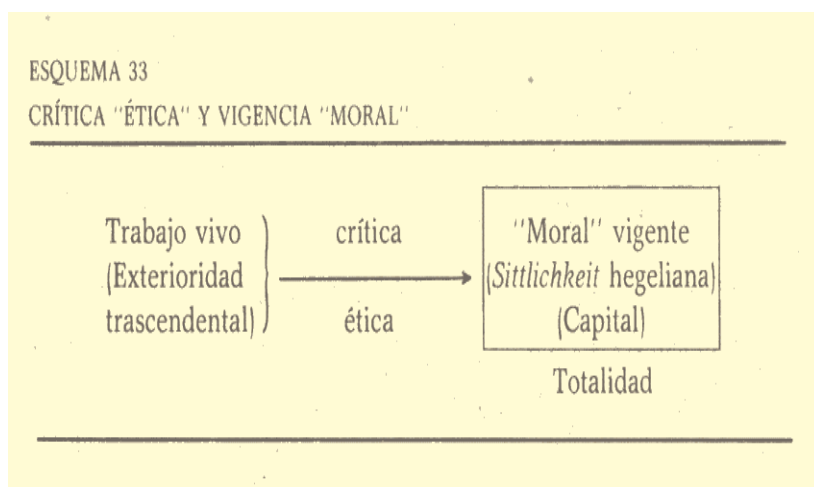 ESQUEMA 33
CRÍTICA "ÉTICA" Y VIGENCIA "MORAL"
Trabajo vivo
(Exterioridad
trascendental)
crítica
ética
"Moral" vigente
(Sittlichkeit hegeliana)
(Capital)
Totalidad